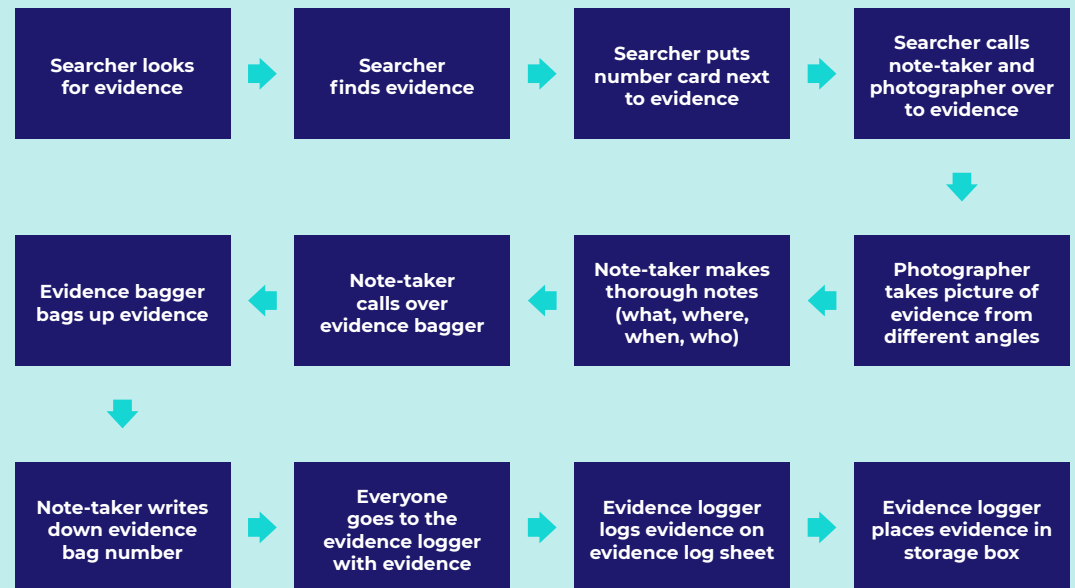 Searcher looks
for evidence
Searcher
finds evidence
Searcher puts
number card next
to evidence
Searcher calls
note-taker and
photographer over
to evidence
Photographer
takes picture of
evidence from
different angles
Note-taker makes
thorough notes
(what, where,
when, who)
Note-taker
calls over
evidence bagger
Evidence bagger
bags up evidence
Note-taker writes
down evidence
bag number
Everyone
goes to the
evidence logger
with evidence
Evidence logger
logs evidence on
evidence log sheet
Evidence logger
places evidence in
storage box